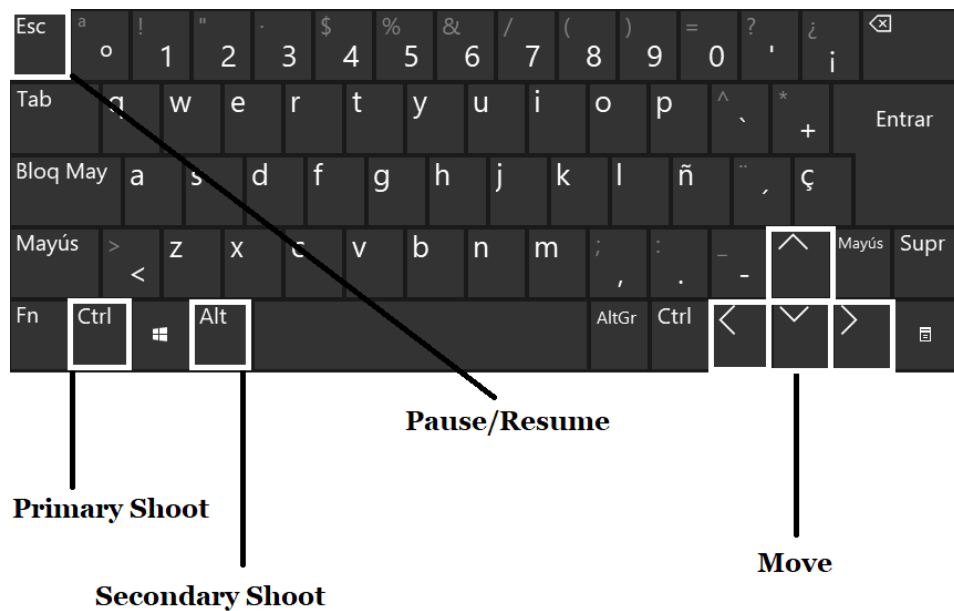 Esc ª º ! 1 " 2 · 3 $ 4 % 5 & 6 / 7 ( 8 ) 9 = 0 ? ' ¿ ¡
Tab q w e r t y u i o p ^ ` * + Entrar
Bloq May a s d f g h j k l ñ ¨ ´ ç
Mayús > < z x c v b n m ; , : . _ - Mayús Supr
Fn Ctrl Alt AltGr Ctrl
Pause/Resume
Primary Shoot
Move
Secondary Shoot